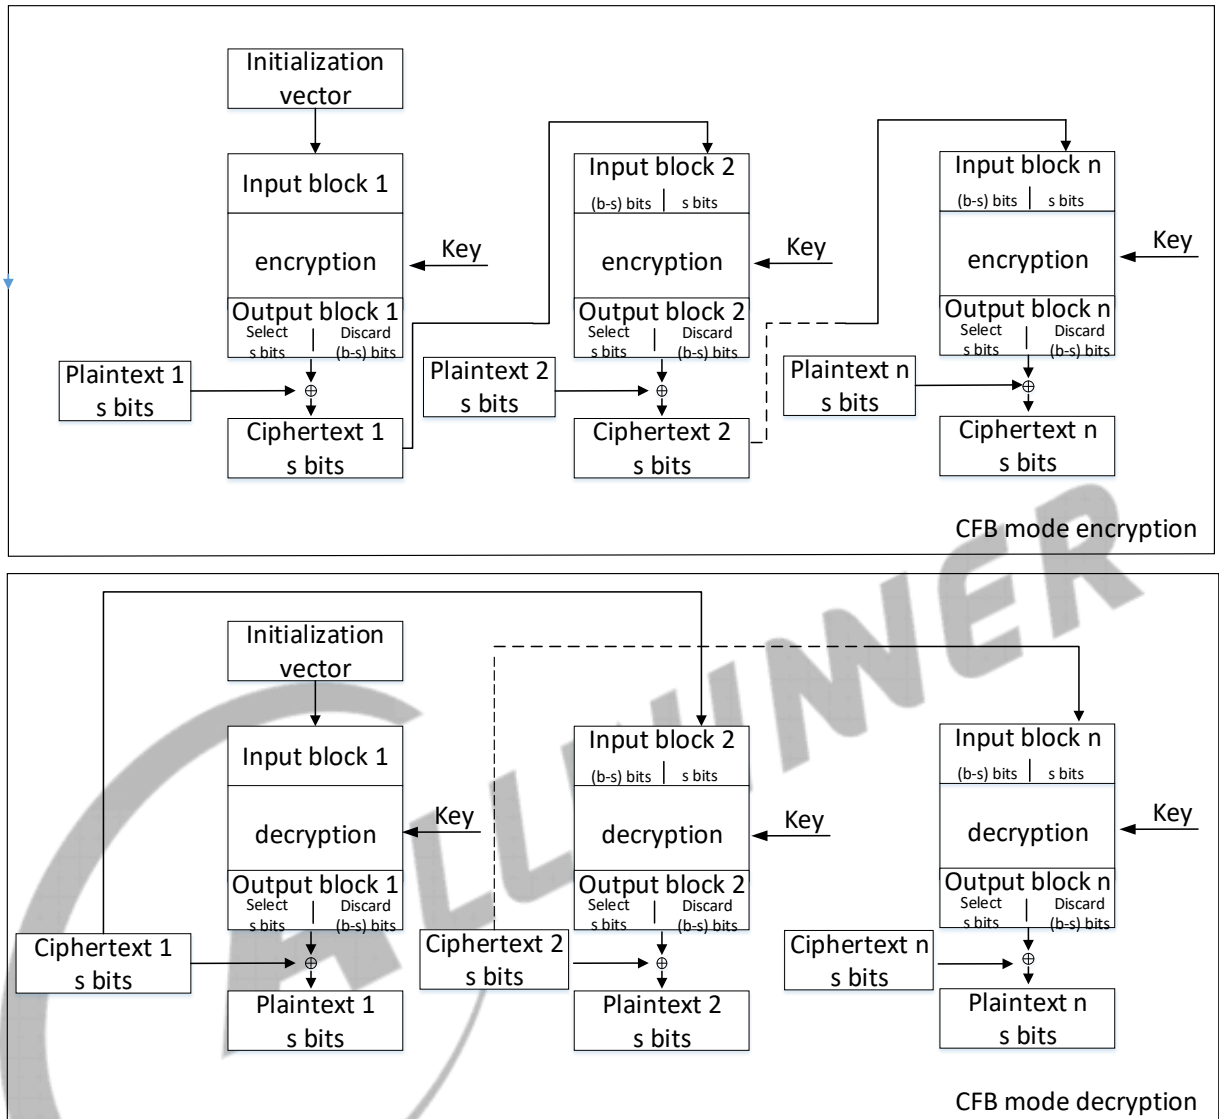 Initialization
vector
Input block 1
encryption
Key
Output block 1
Select
s bits
Discard
(b-s) bits
Plaintext 1
s bits
⊕
Ciphertext 1
s bits
Input block 2
(b-s) bits
s bits
encryption
Key
Output block 2
Select
s bits
Discard
(b-s) bits
Plaintext 2
s bits
⊕
Ciphertext 2
s bits
Input block n
(b-s) bits
s bits
encryption
Key
Output block n
Select
s bits
Discard
(b-s) bits
Plaintext n
s bits
⊕
Ciphertext n
s bits
CFB mode encryption
Initialization
vector
Input block 1
decryption
Key
Output block 1
Select
s bits
Discard
(b-s) bits
Ciphertext 1
s bits
⊕
Plaintext 1
s bits
Input block 2
(b-s) bits
s bits
decryption
Key
Output block 2
Select
s bits
Discard
(b-s) bits
Ciphertext 2
s bits
⊕
Plaintext 2
s bits
Input block n
(b-s) bits
s bits
decryption
Key
Output block n
Select
s bits
Discard
(b-s) bits
Ciphertext n
s bits
⊕
Plaintext n
s bits
CFB mode decryption
ALLWINNER